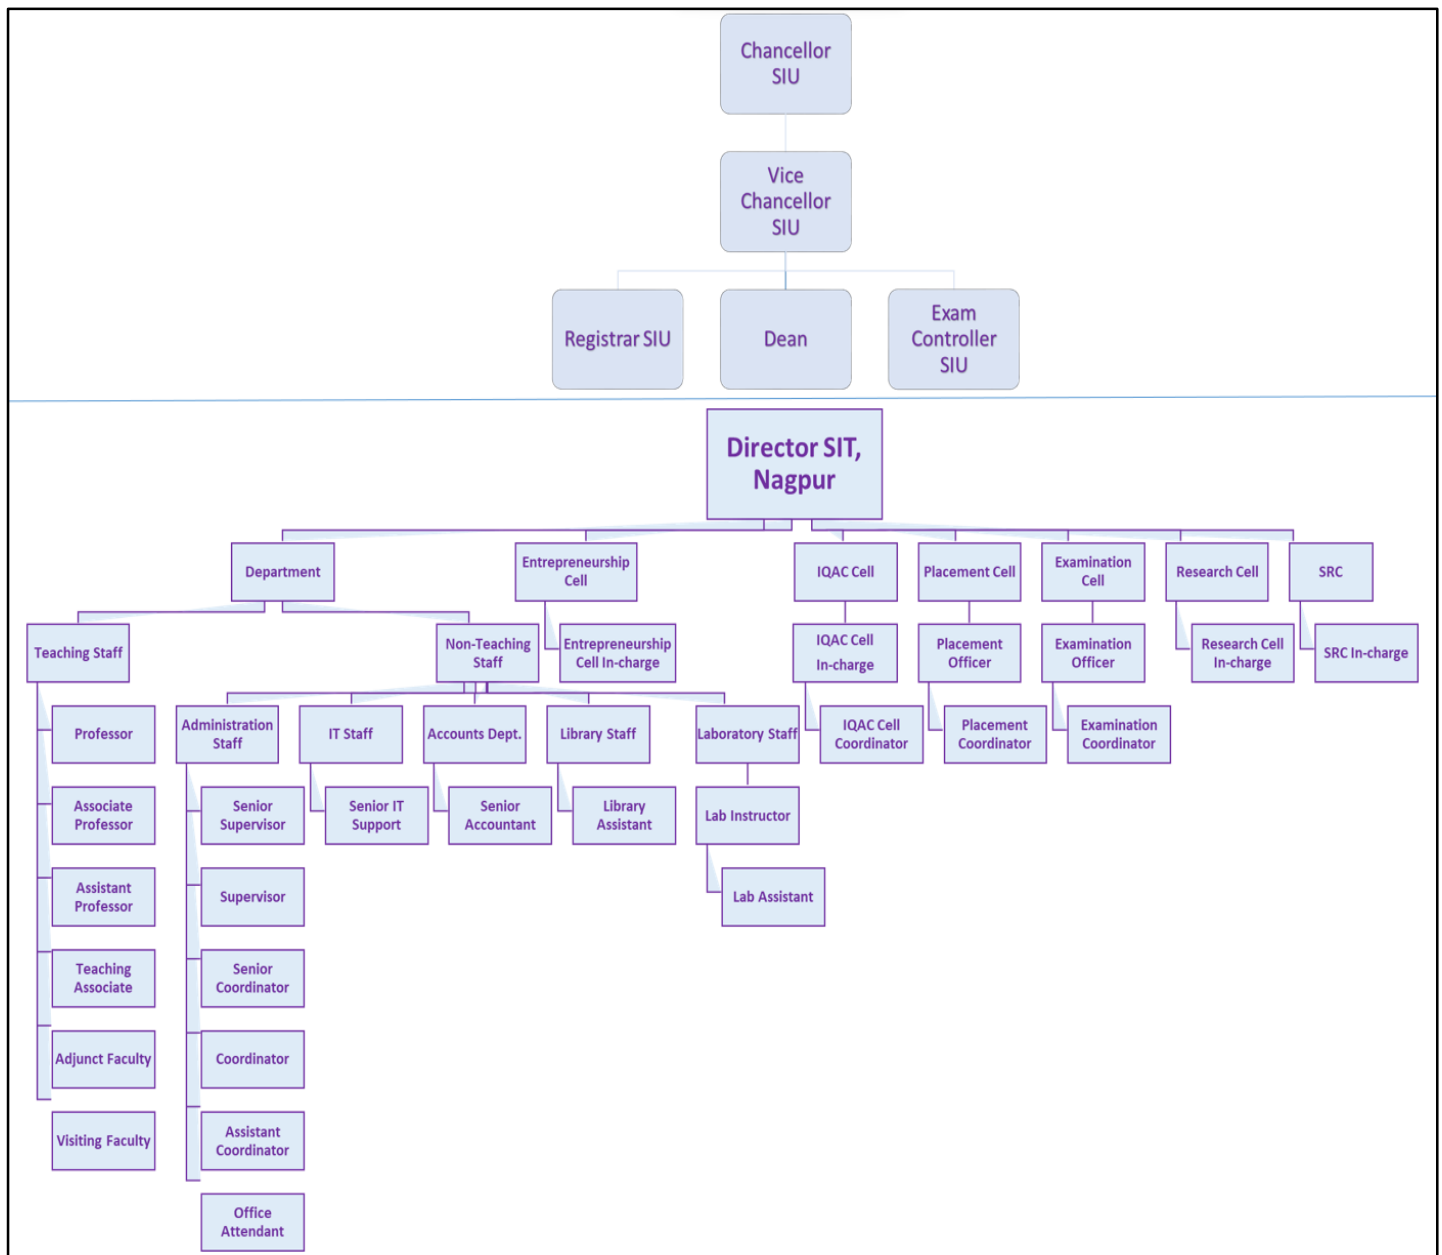 Chancellor
SIU
Vice
Chancellor
SIU
Registrar SIU
Dean
Exam
Controller
SIU
Director SIT,
Nagpur
Department
Entrepreneurship
Cell
IQAC Cell
Placement Cell
Examination
Cell
Research Cell
SRC
Teaching Staff
Non-Teaching
Staff
Entrepreneurship
Cell In-charge
IQAC Cell
In-charge
Placement
Officer
Examination
Officer
Research Cell
In-charge
SRC In-charge
Professor
Administration
Staff
IT Staff
Accounts Dept.
Library Staff
Laboratory Staff
IQAC Cell
Coordinator
Placement
Coordinator
Examination
Coordinator
Associate
Professor
Senior
Supervisor
Senior IT
Support
Senior
Accountant
Library
Assistant
Lab Instructor
Assistant
Professor
Supervisor
Lab Assistant
Teaching
Associate
Senior
Coordinator
Adjunct Faculty
Coordinator
Visiting Faculty
Assistant
Coordinator
Office
Attendant